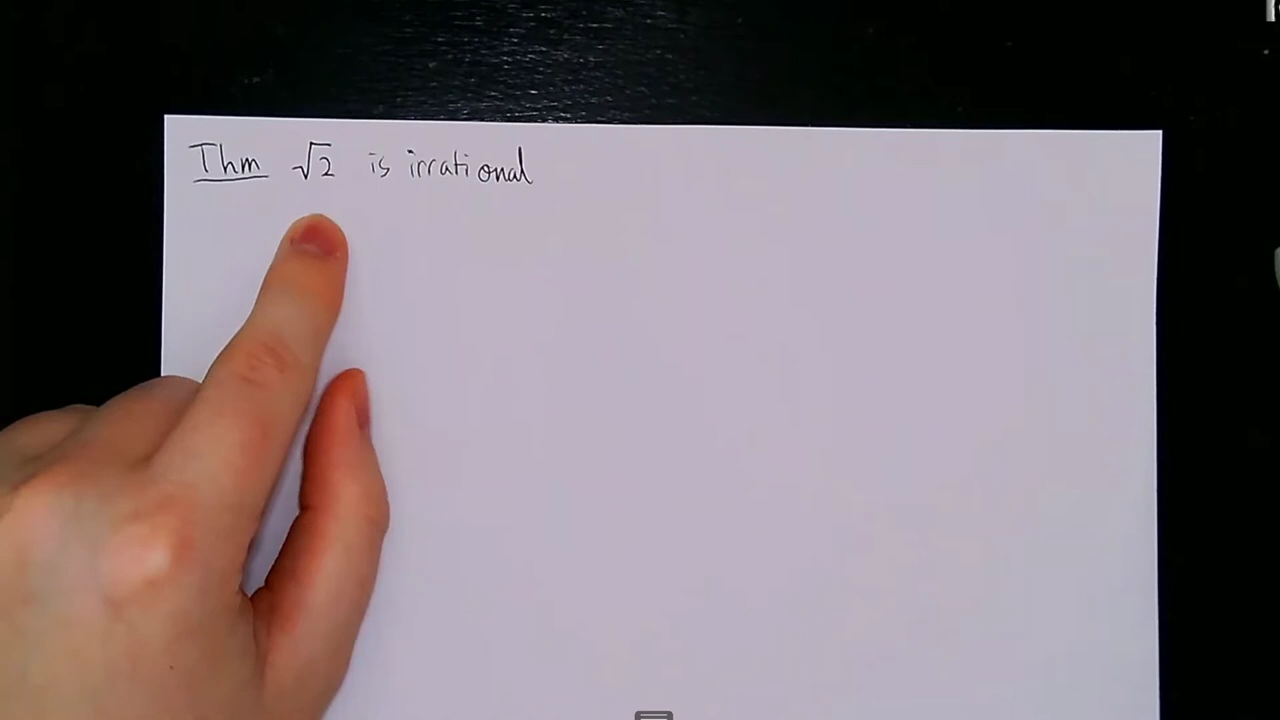 Thm √2 is irrational